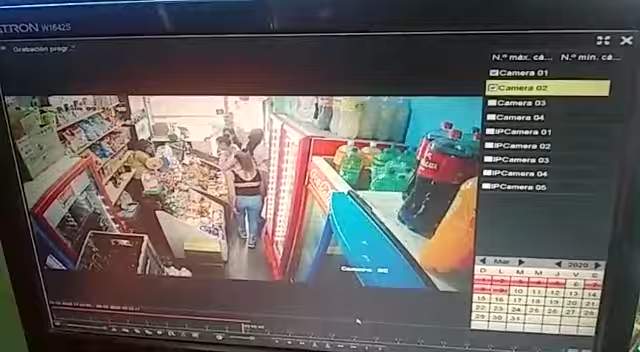 TRON W1642S
Grabación progr...
N.º máx. cá... N.º mín. cá...
Camera 01
Camera 02
Camera 03
Camera 04
IPCamera 01
IPCamera 02
IPCamera 03
IPCamera 04
IPCamera 05
Mar 2020
D L M M J V S
1 2 3 4 5 6 7
8 9 10 11 12 13 14
15 16 17 18 19 20 21
22 23 24 25 26 27 28
29 30 31
Camera 02